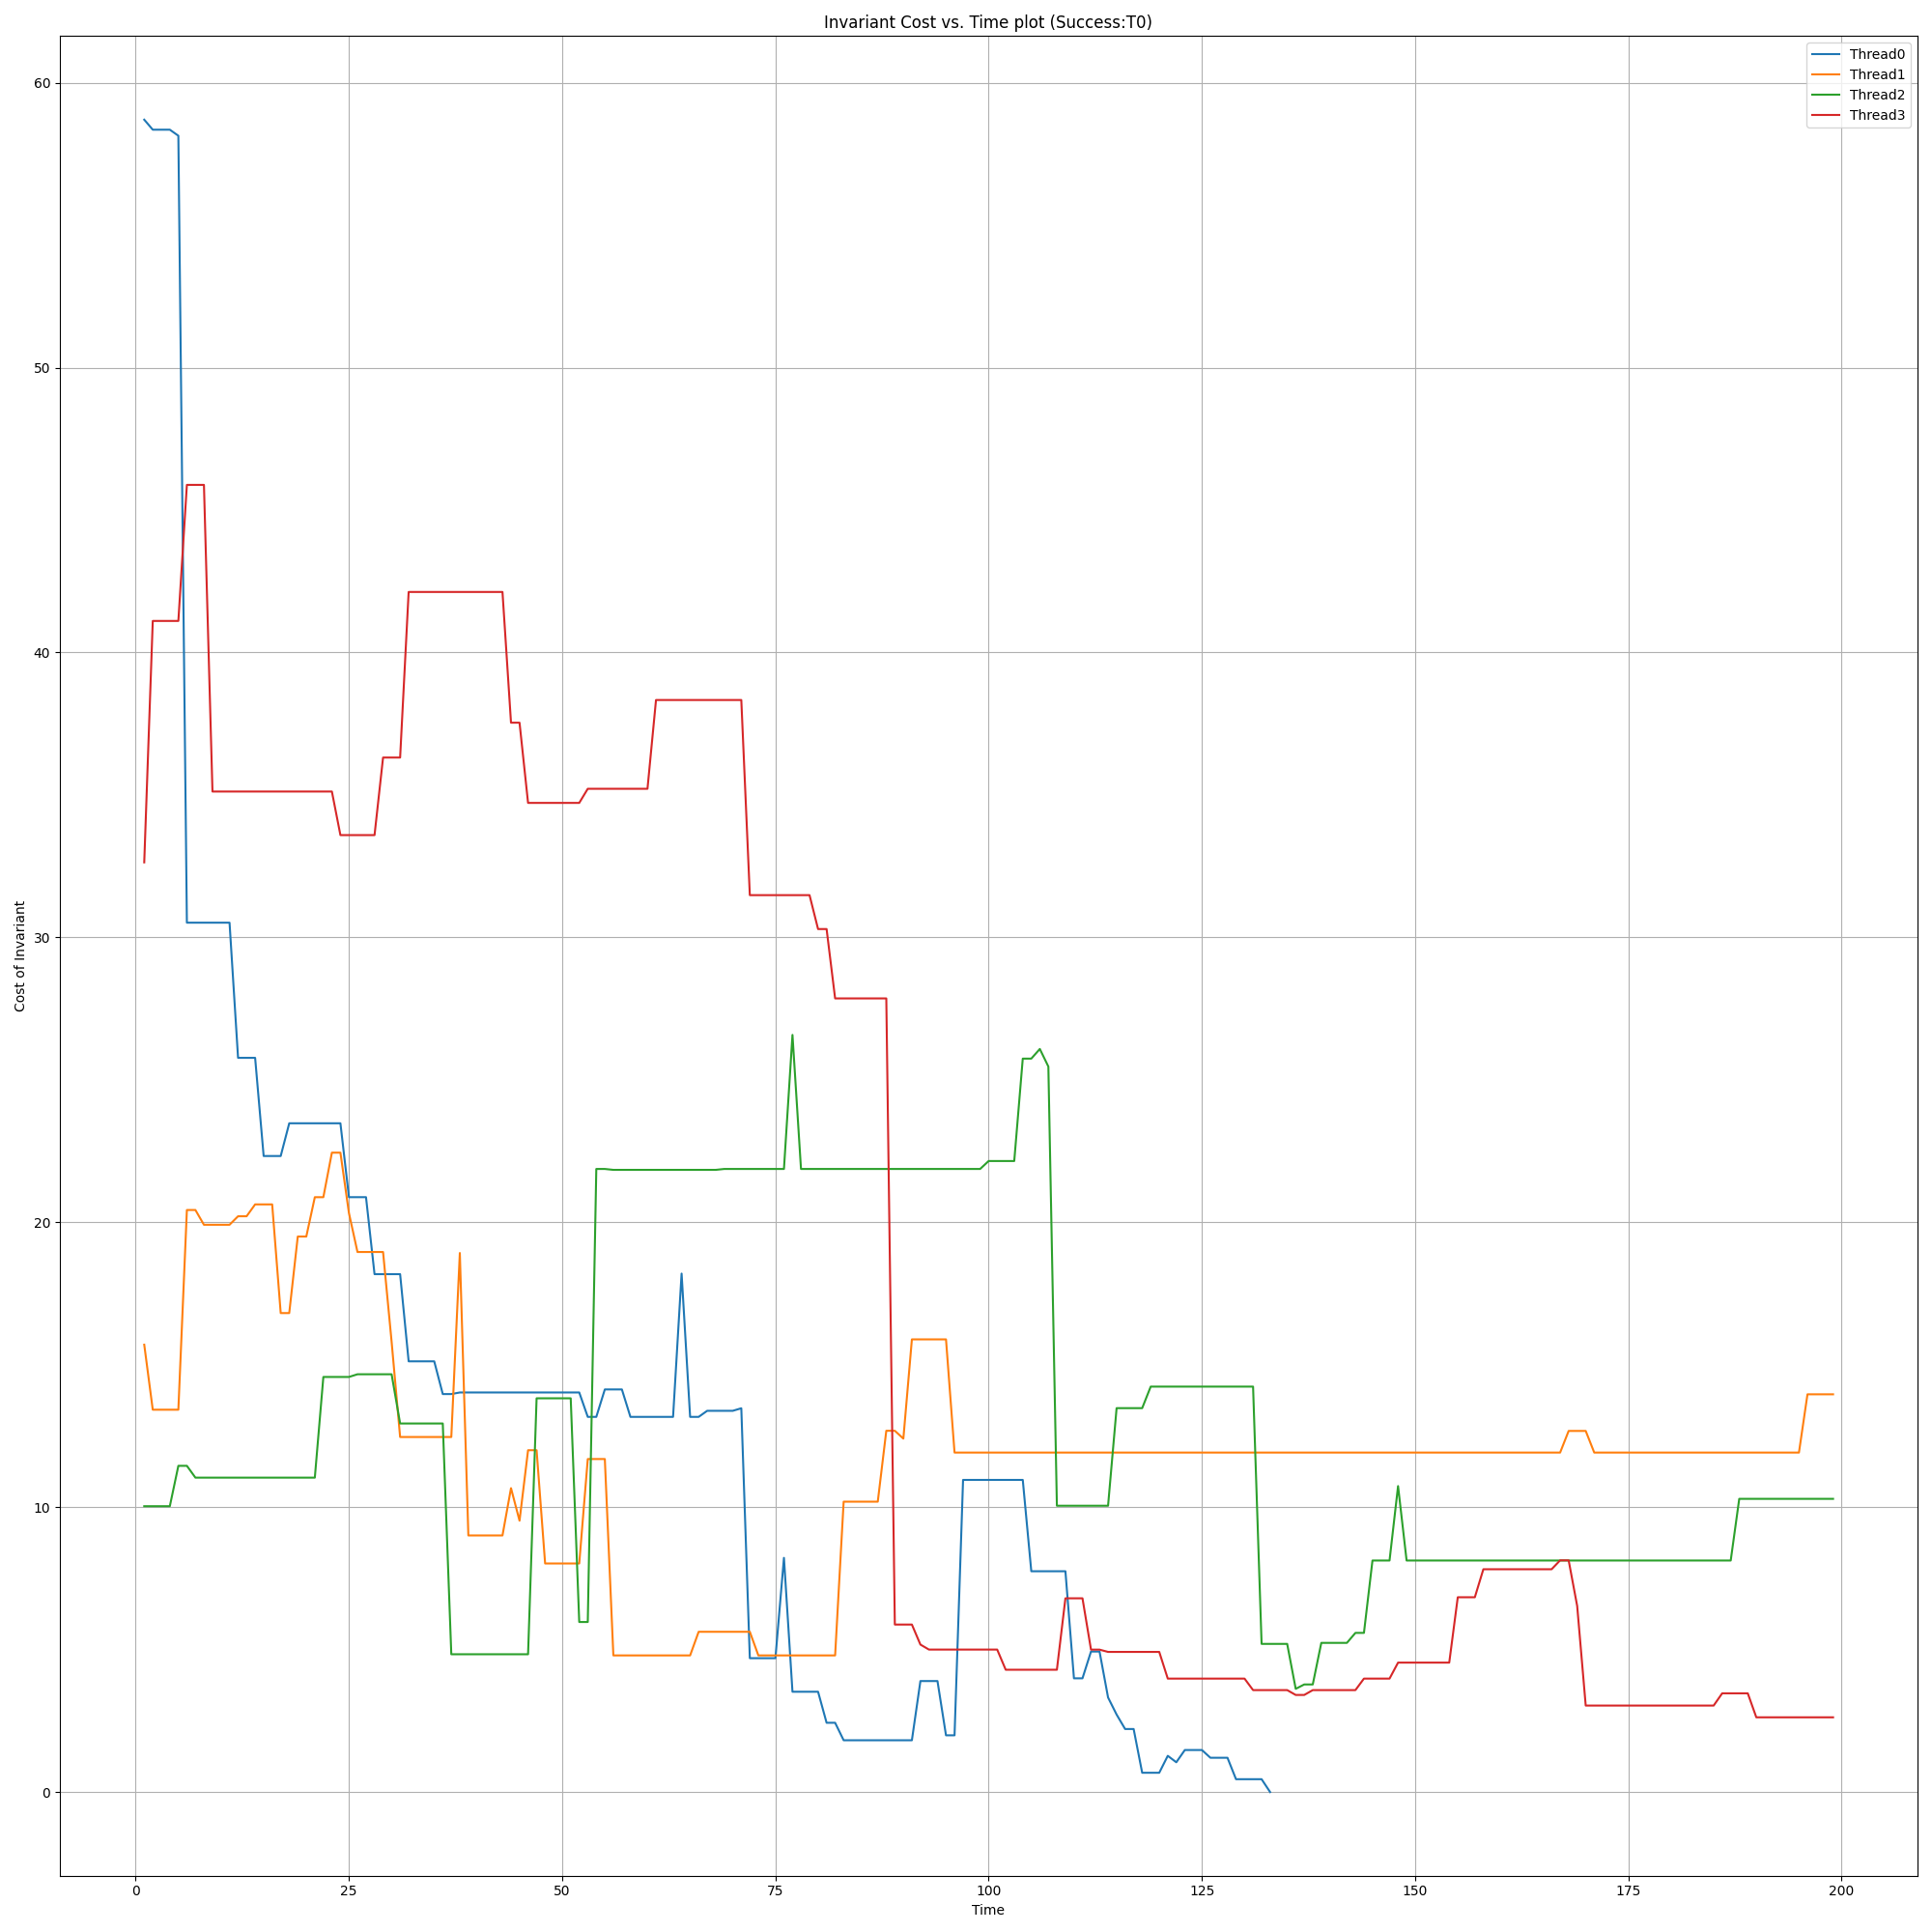 Invariant Cost vs. Time plot (Success:T0)
Thread0
Thread1
Thread2
Thread3
60
50
40
30
20
10
0
Cost of Invariant
0 25 50 75 100 125 150 175 200
Time